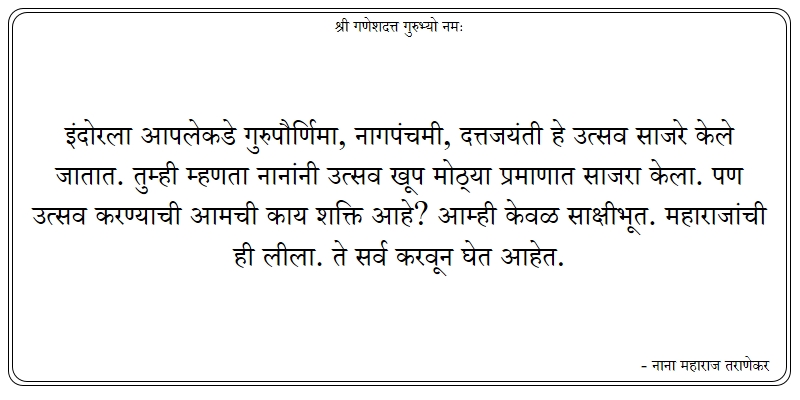 श्री गणेशदत्त गुरुभ्यो नमः
इंदोरला आपलेकडे गुरुपौर्णिमा, नागपंचमी, दत्तजयंती हे उत्सव साजरे केले
जातात. तुम्ही म्हणता नानांनी उत्सव खूप मोठ्या प्रमाणात साजरा केला. पण
उत्सव करण्याची आमची काय शक्ति आहे? आम्ही केवळ साक्षीभूत. महाराजांची
ही लीला. ते सर्व करवून घेत आहेत.
- नाना महाराज तराणेकर